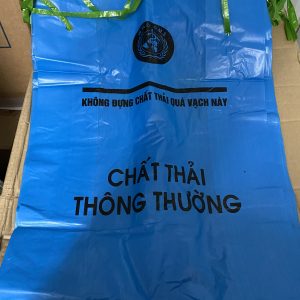 KHÔNG ĐỰNG CHẤT THẢI QUÁ VẠCH NÀY
CHẤT THẢI
THÔNG THƯỜNG